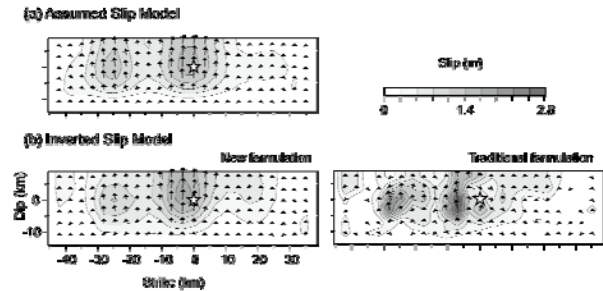 (a) Assumed Slip Model
Slip (m)
0 1.4 2.8
(b) Inverted Slip Model
New formulation
Traditional formulation
Dip (km)
0
-10
-40 -30 -20 -10 0 10 20 30
Strike (km)